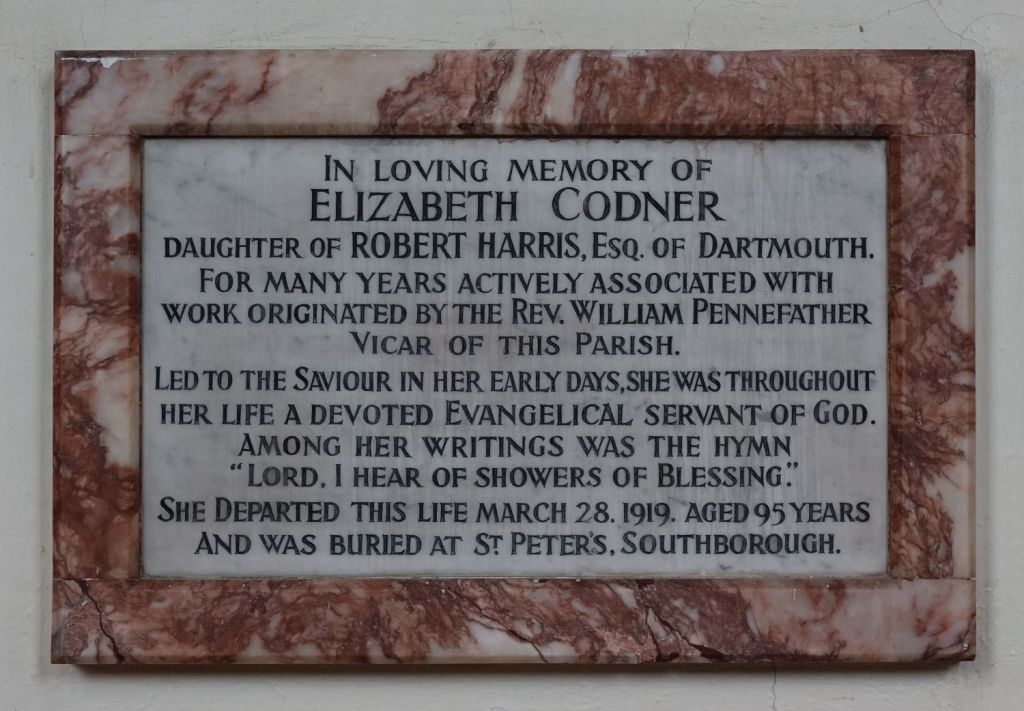 IN LOVING MEMORY OF
ELIZABETH CODNER
DAUGHTER OF ROBERT HARRIS, ESQ. OF DARTMOUTH.
FOR MANY YEARS ACTIVELY ASSOCIATED WITH
WORK ORIGINATED BY THE REV. WILLIAM PENNEFATHER
VICAR OF THIS PARISH.
LED TO THE SAVIOUR IN HER EARLY DAYS, SHE WAS THROUGHOUT
HER LIFE A DEVOTED EVANGELICAL SERVANT OF GOD.
AMONG HER WRITINGS WAS THE HYMN
"LORD, I HEAR OF SHOWERS OF BLESSING."
SHE DEPARTED THIS LIFE MARCH 28. 1919. AGED 95 YEARS
AND WAS BURIED AT ST. PETER'S, SOUTHBOROUGH.